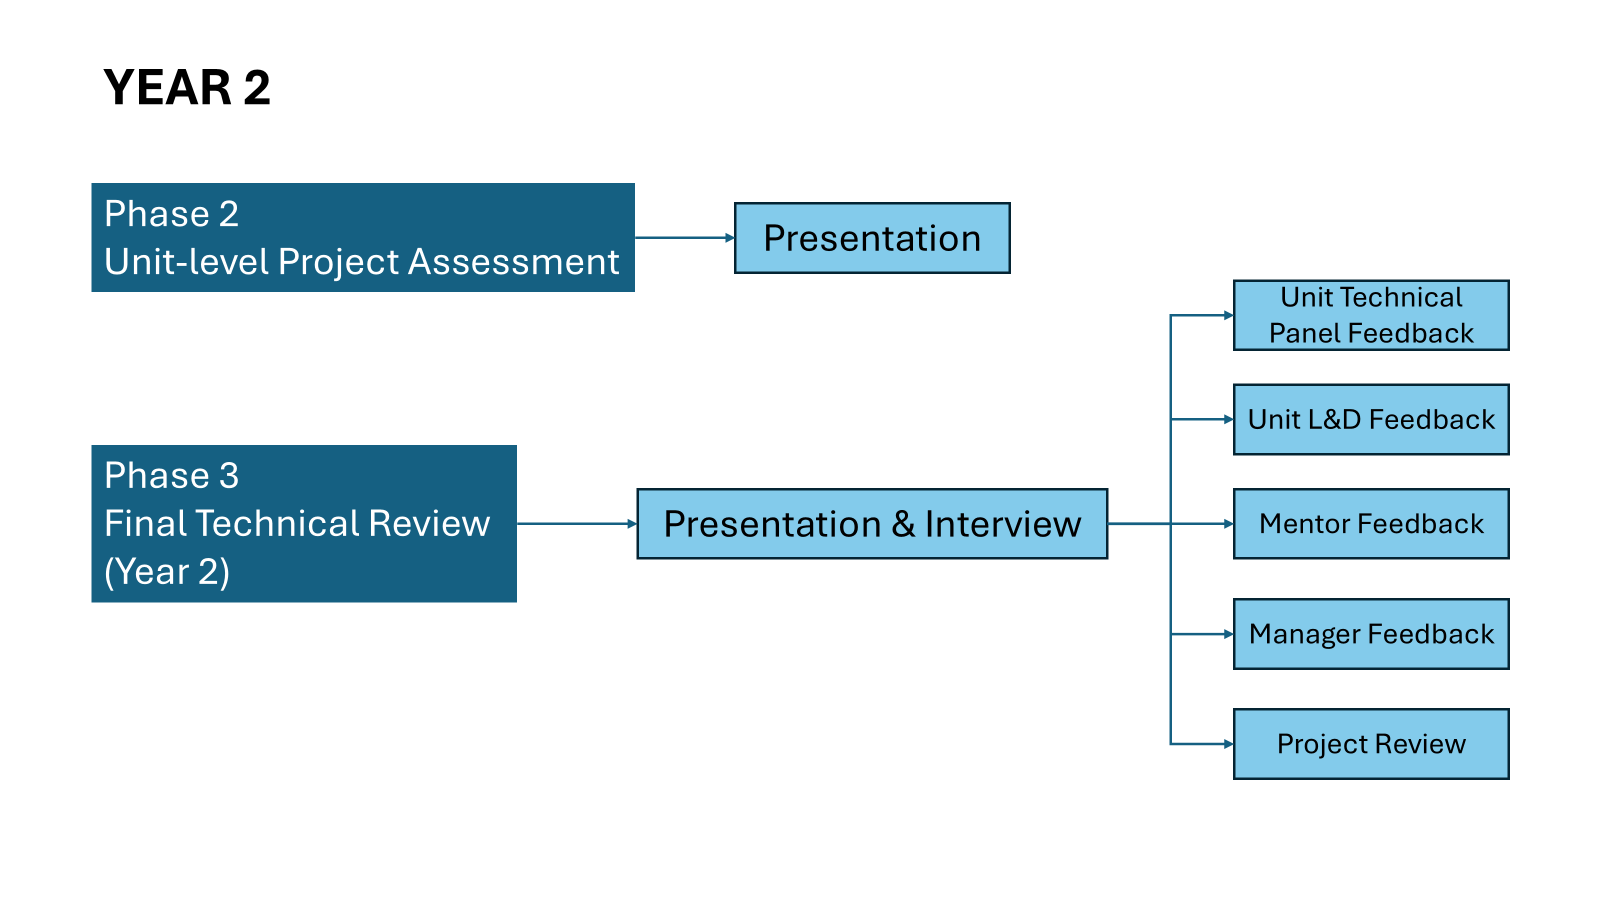 YEAR 2
Phase 2
Unit-level Project Assessment
Presentation
Phase 3
Final Technical Review
(Year 2)
Presentation & Interview
Unit Technical
Panel Feedback
Unit L&D Feedback
Mentor Feedback
Manager Feedback
Project Review